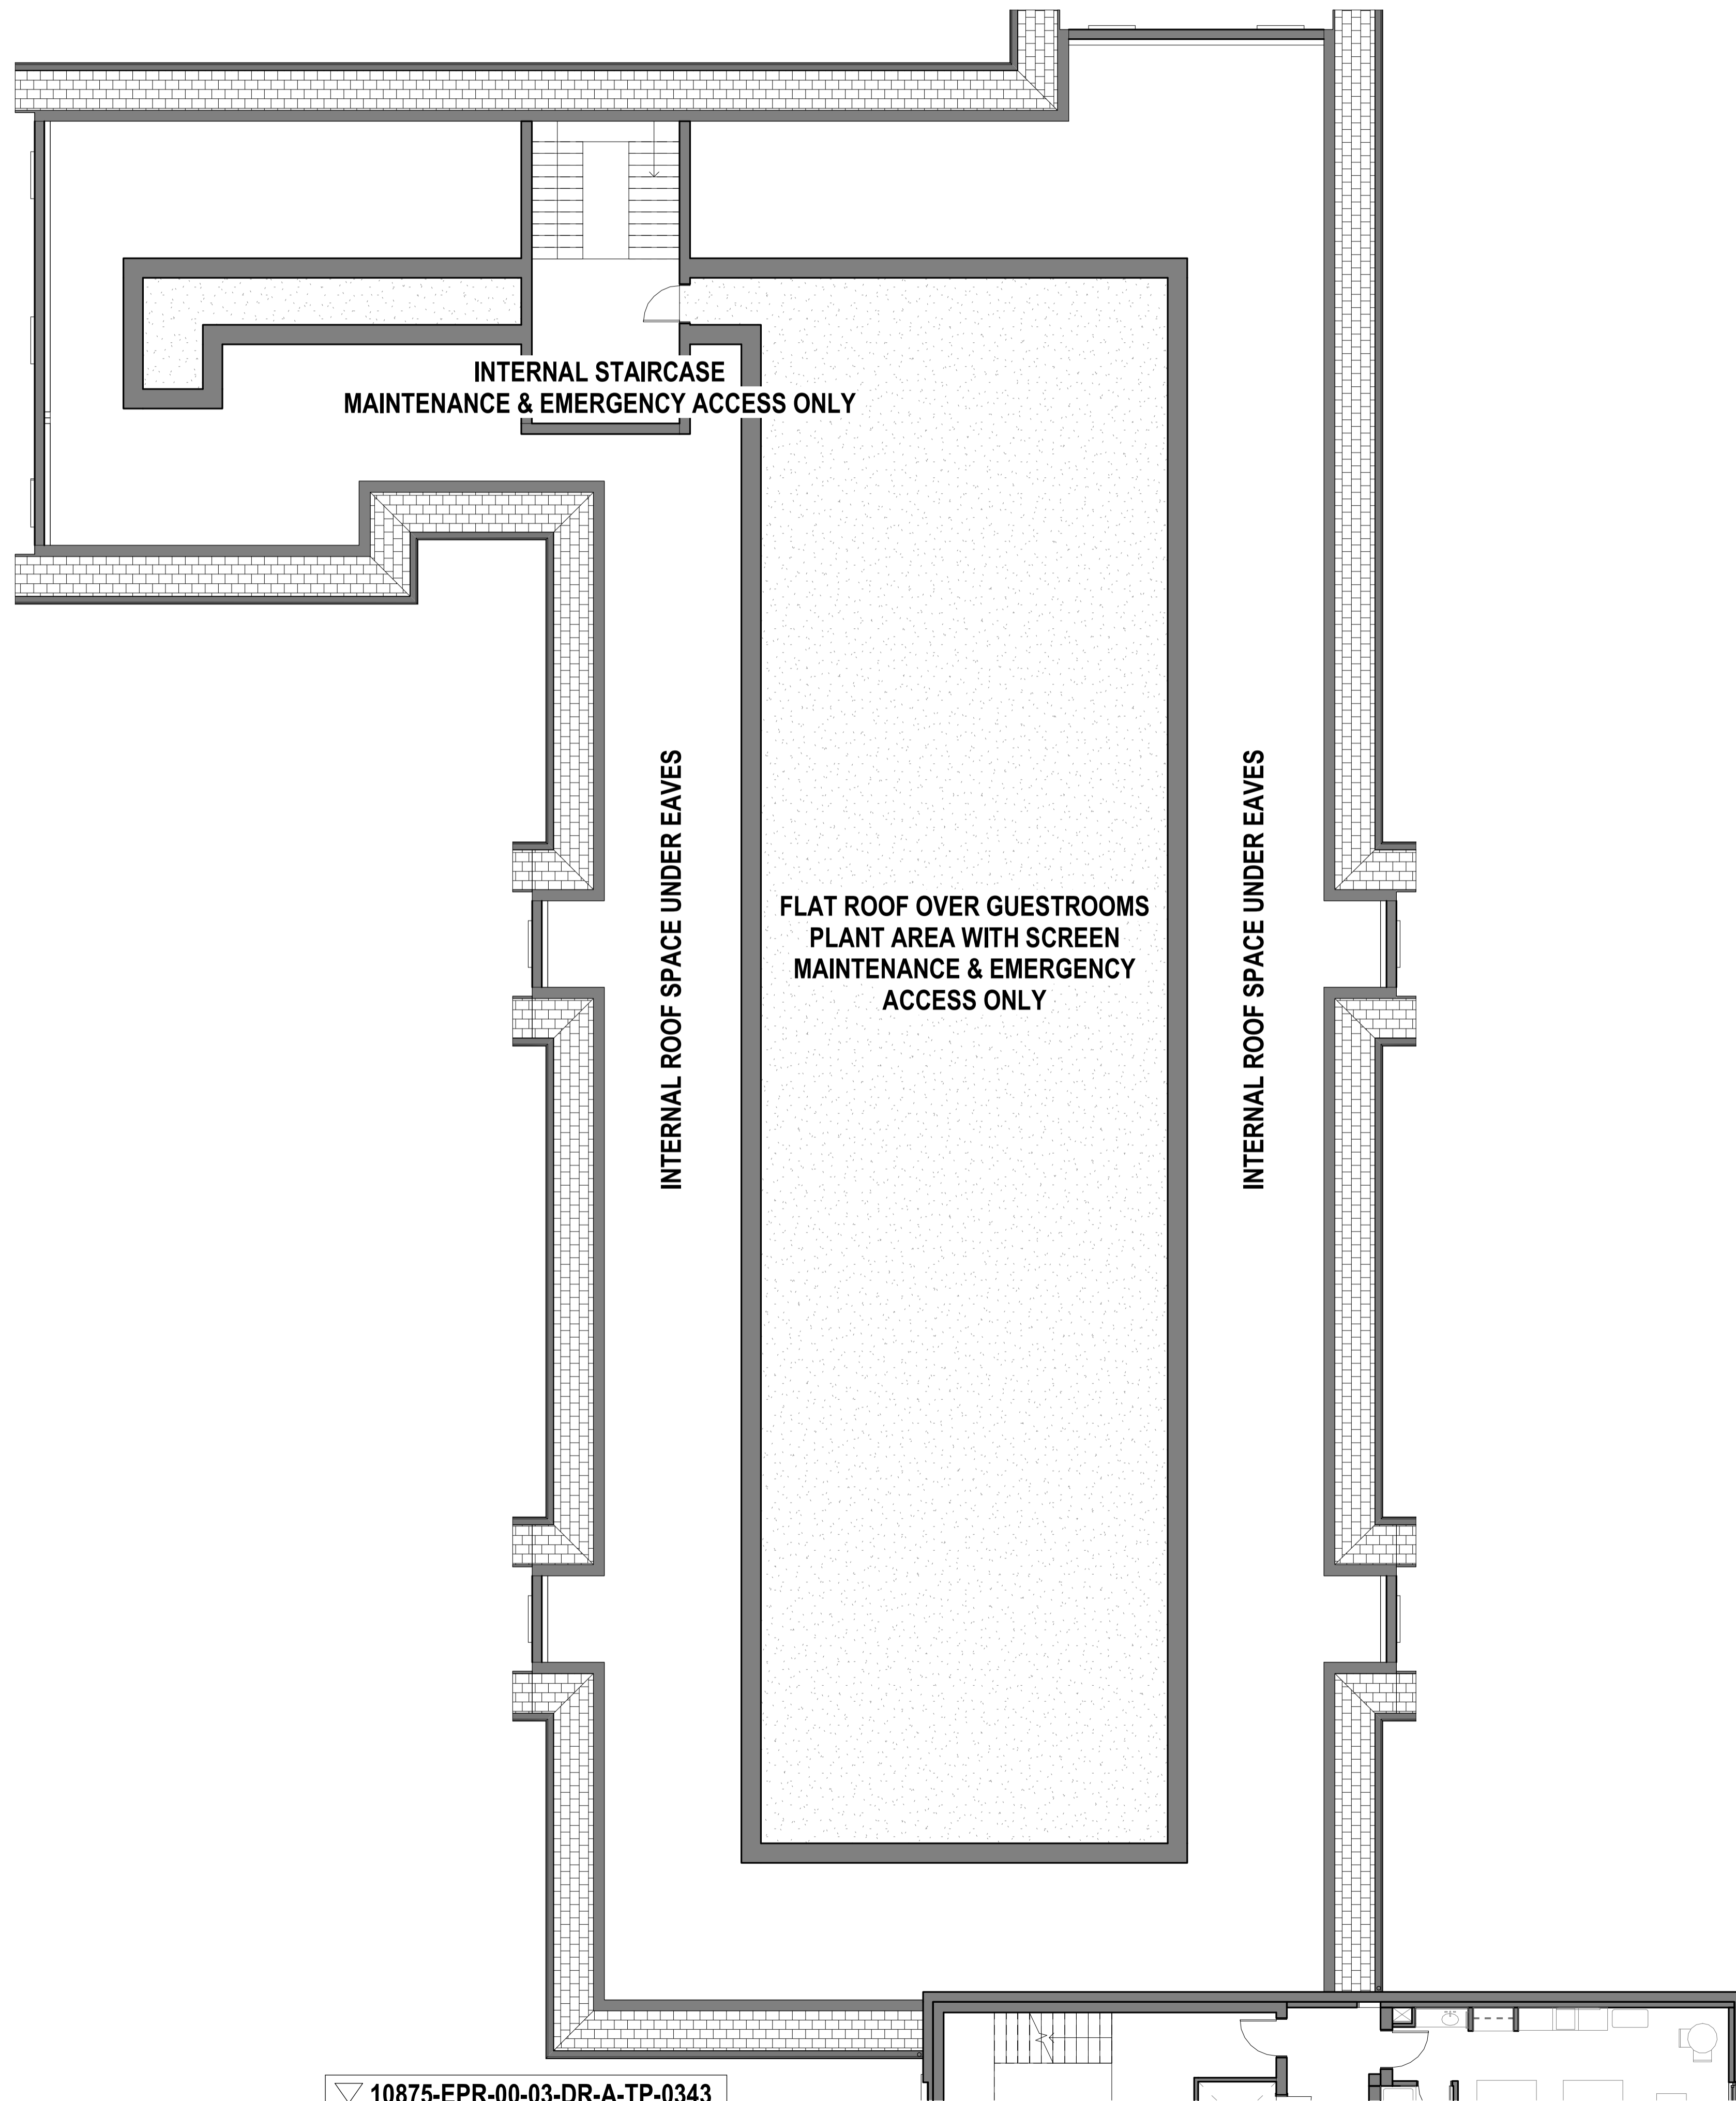 INTERNAL STAIRCASE
MAINTENANCE & EMERGENCY ACCESS ONLY
INTERNAL ROOF SPACE UNDER EAVES
FLAT ROOF OVER GUESTROOMS
PLANT AREA WITH SCREEN
MAINTENANCE & EMERGENCY
ACCESS ONLY
INTERNAL ROOF SPACE UNDER EAVES
10875-EPR-00-03-DR-A-TP-0343